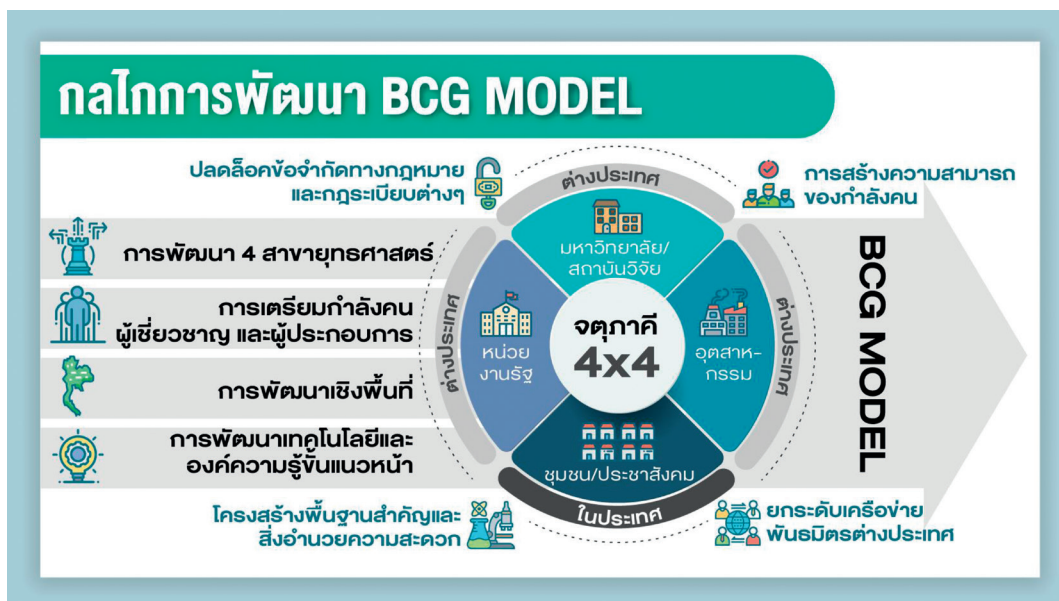 กลไกการพัฒนา BCG MODEL
ปลดล็อคข้อจำกัดทางกฎหมาย
และกฎระเบียบต่างๆ
ต่างประเทศ
การสร้างความสามารถ
ของกำลังคน
การพัฒนา 4 สาขายุทธศาสตร์
การเตรียมกำลังคน
ผู้เชี่ยวชาญ และผู้ประกอบการ
การพัฒนาเชิงพื้นที่
การพัฒนาเทคโนโลยีและ
องค์ความรู้ขั้นแนวหน้า
ต่างประเทศ
มหาวิทยาลัย/
สถาบันวิจัย
หน่วย
งานรัฐ
จตุภาคี
4x4
อุตสาห-
กรรม
ต่างประเทศ
ชุมชน/ประชาสังคม
ในประเทศ
BCG MODEL
โครงสร้างพื้นฐานสำคัญและ
สิ่งอำนวยความสะดวก
ยกระดับเครือข่าย
พันธมิตรต่างประเทศ